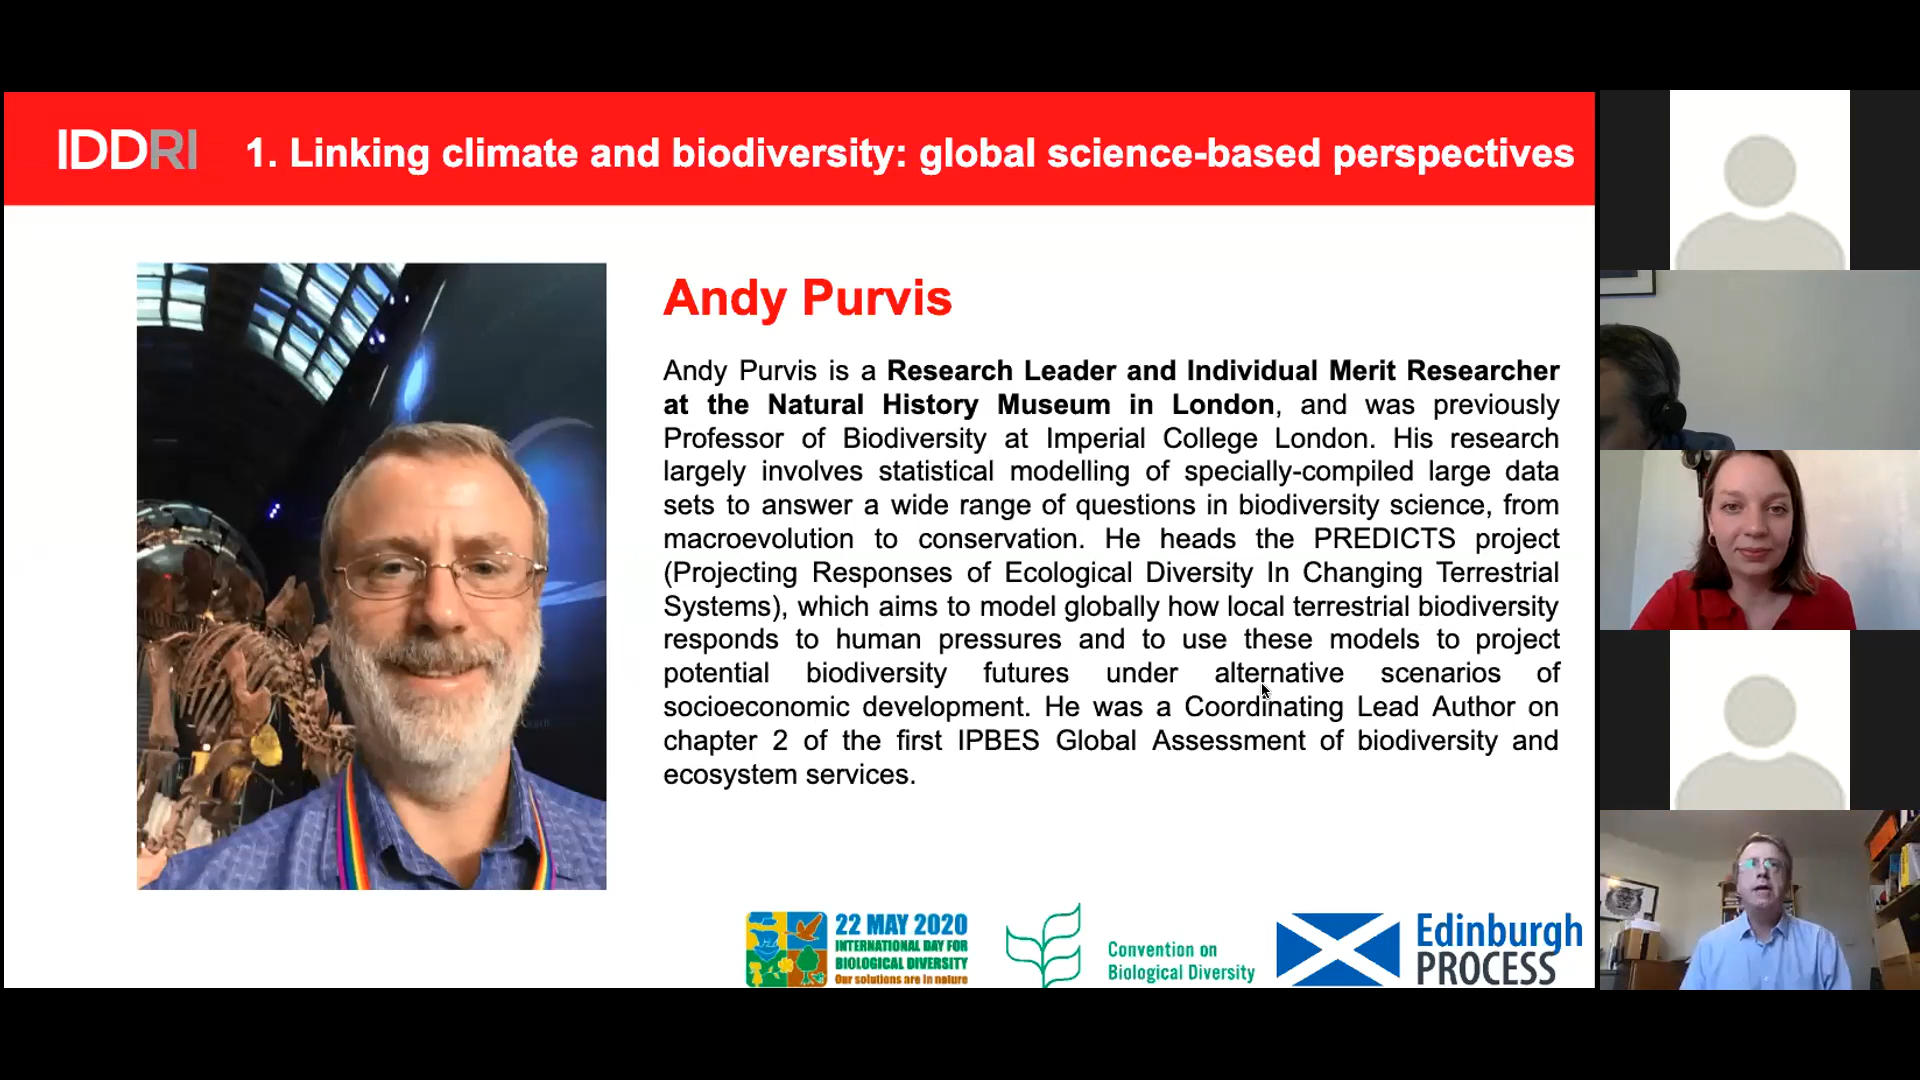 IDDRI
1. Linking climate and biodiversity: global science-based perspectives
Andy Purvis
Andy Purvis is a Research Leader and Individual Merit Researcher
at the Natural History Museum in London, and was previously
Professor of Biodiversity at Imperial College London. His research
largely involves statistical modelling of specially-compiled large data
sets to answer a wide range of questions in biodiversity science, from
macroevolution to conservation. He heads the PREDICTS project
(Projecting Responses of Ecological Diversity In Changing Terrestrial
Systems), which aims to model globally how local terrestrial biodiversity
responds to human pressures and to use these models to project
potential biodiversity futures under alternative scenarios of
socioeconomic development. He was a Coordinating Lead Author on
chapter 2 of the first IPBES Global Assessment of biodiversity and
ecosystem services.
22 MAY 2020
INTERNATIONAL DAY FOR
BIOLOGICAL DIVERSITY
Our solutions are in nature
Convention on
Biological Diversity
Edinburgh
PROCESS